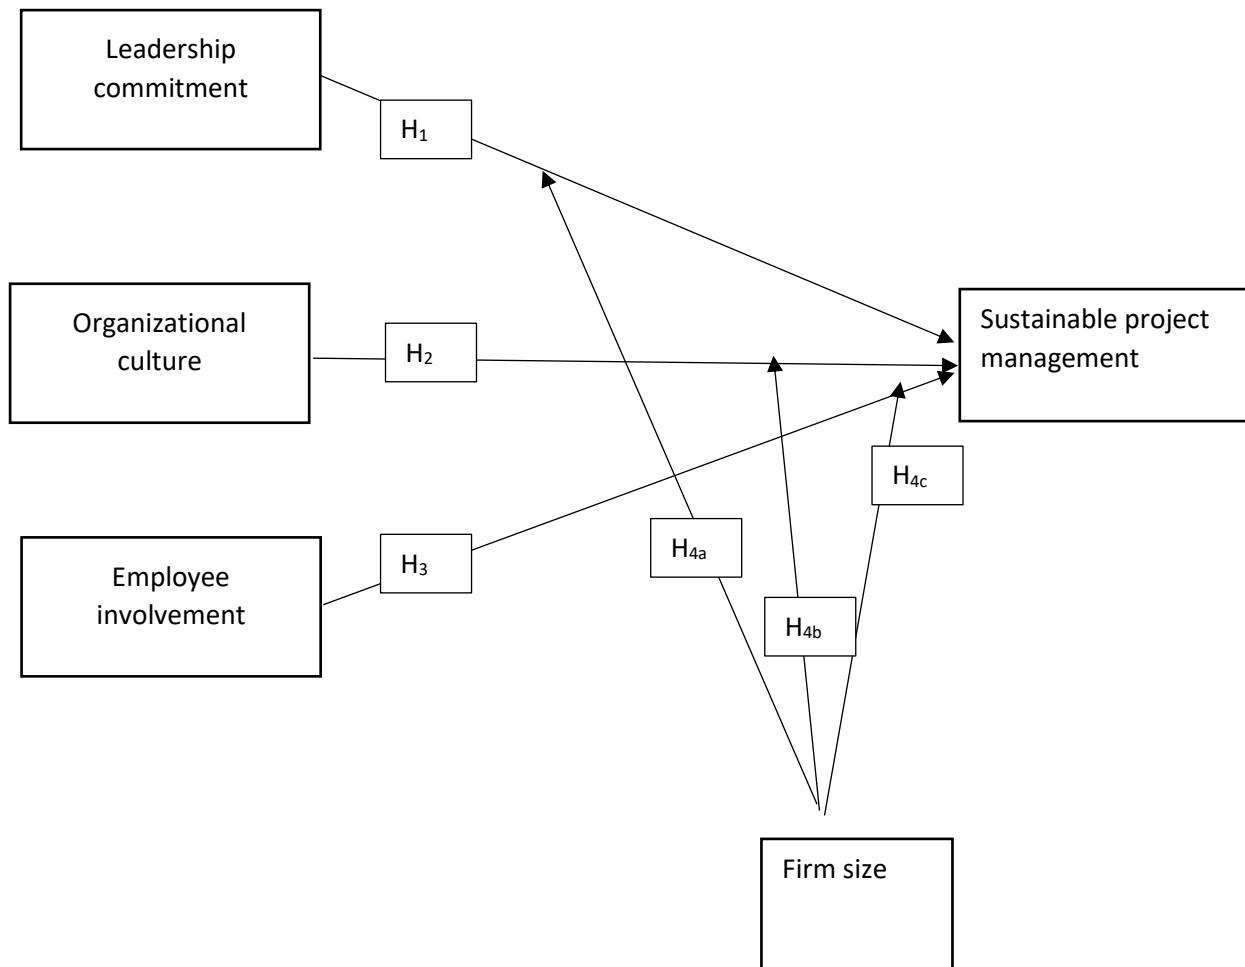 Leadership
commitment
H₁
Organizational
culture
H₂
Sustainable project
management
H₄c
Employee
involvement
H₃
H₄a
H₄b
Firm size